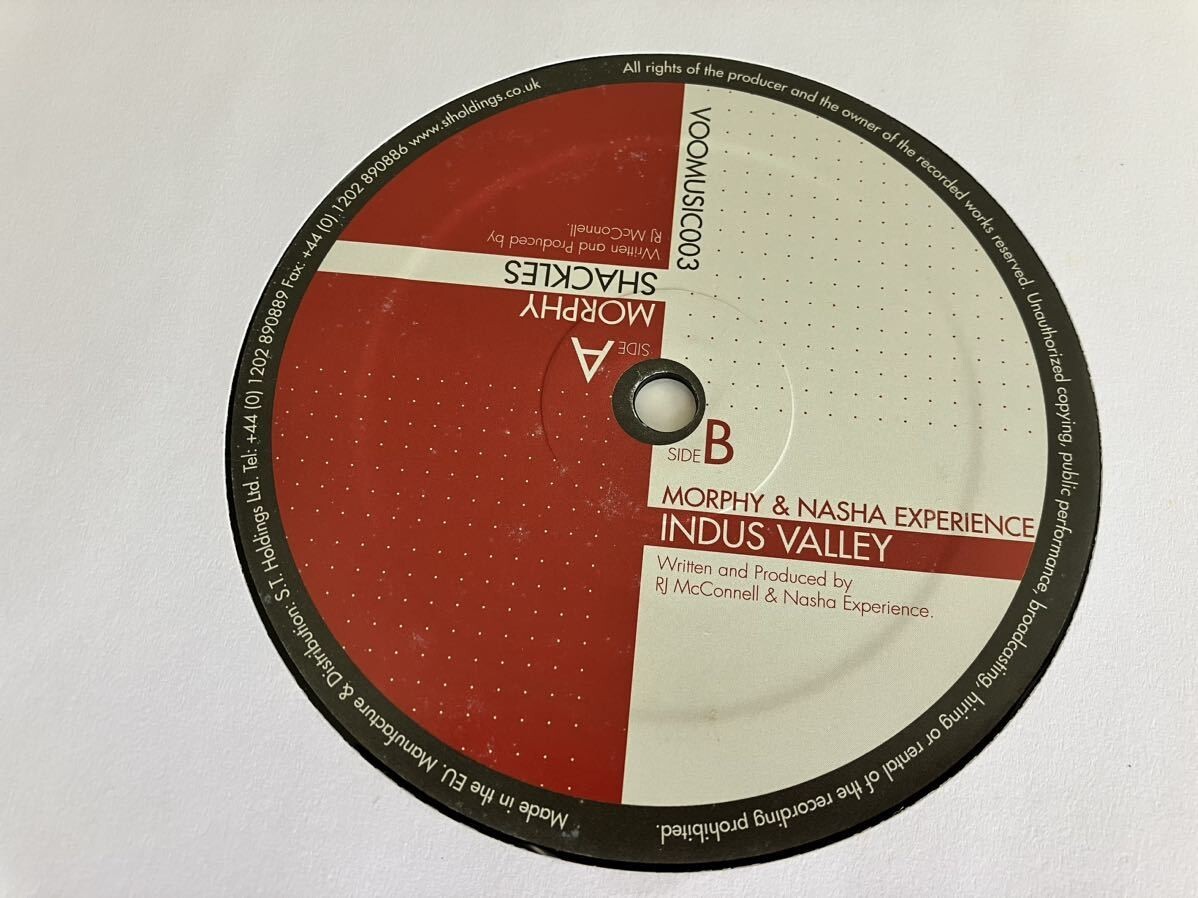 VOOMUSIC003
SIDE A
MORPHY
SHACKLES
Written and Produced by
RJ McConnell.
SIDE B
MORPHY & NASHA EXPERIENCE
INDUS VALLEY
Written and Produced by
RJ McConnell & Nasha Experience.
All rights of the producer and the owner of the recorded works reserved. Unauthorized copying, public performance, broadcasting, hiring or rental of the recording prohibited.
Made in the EU. Manufacture & Distribution: S.T Holdings Ltd. Tel: +44 (0) 1202 890889 Fax: +44 (0) 1202 890886 www.stholdings.co.uk